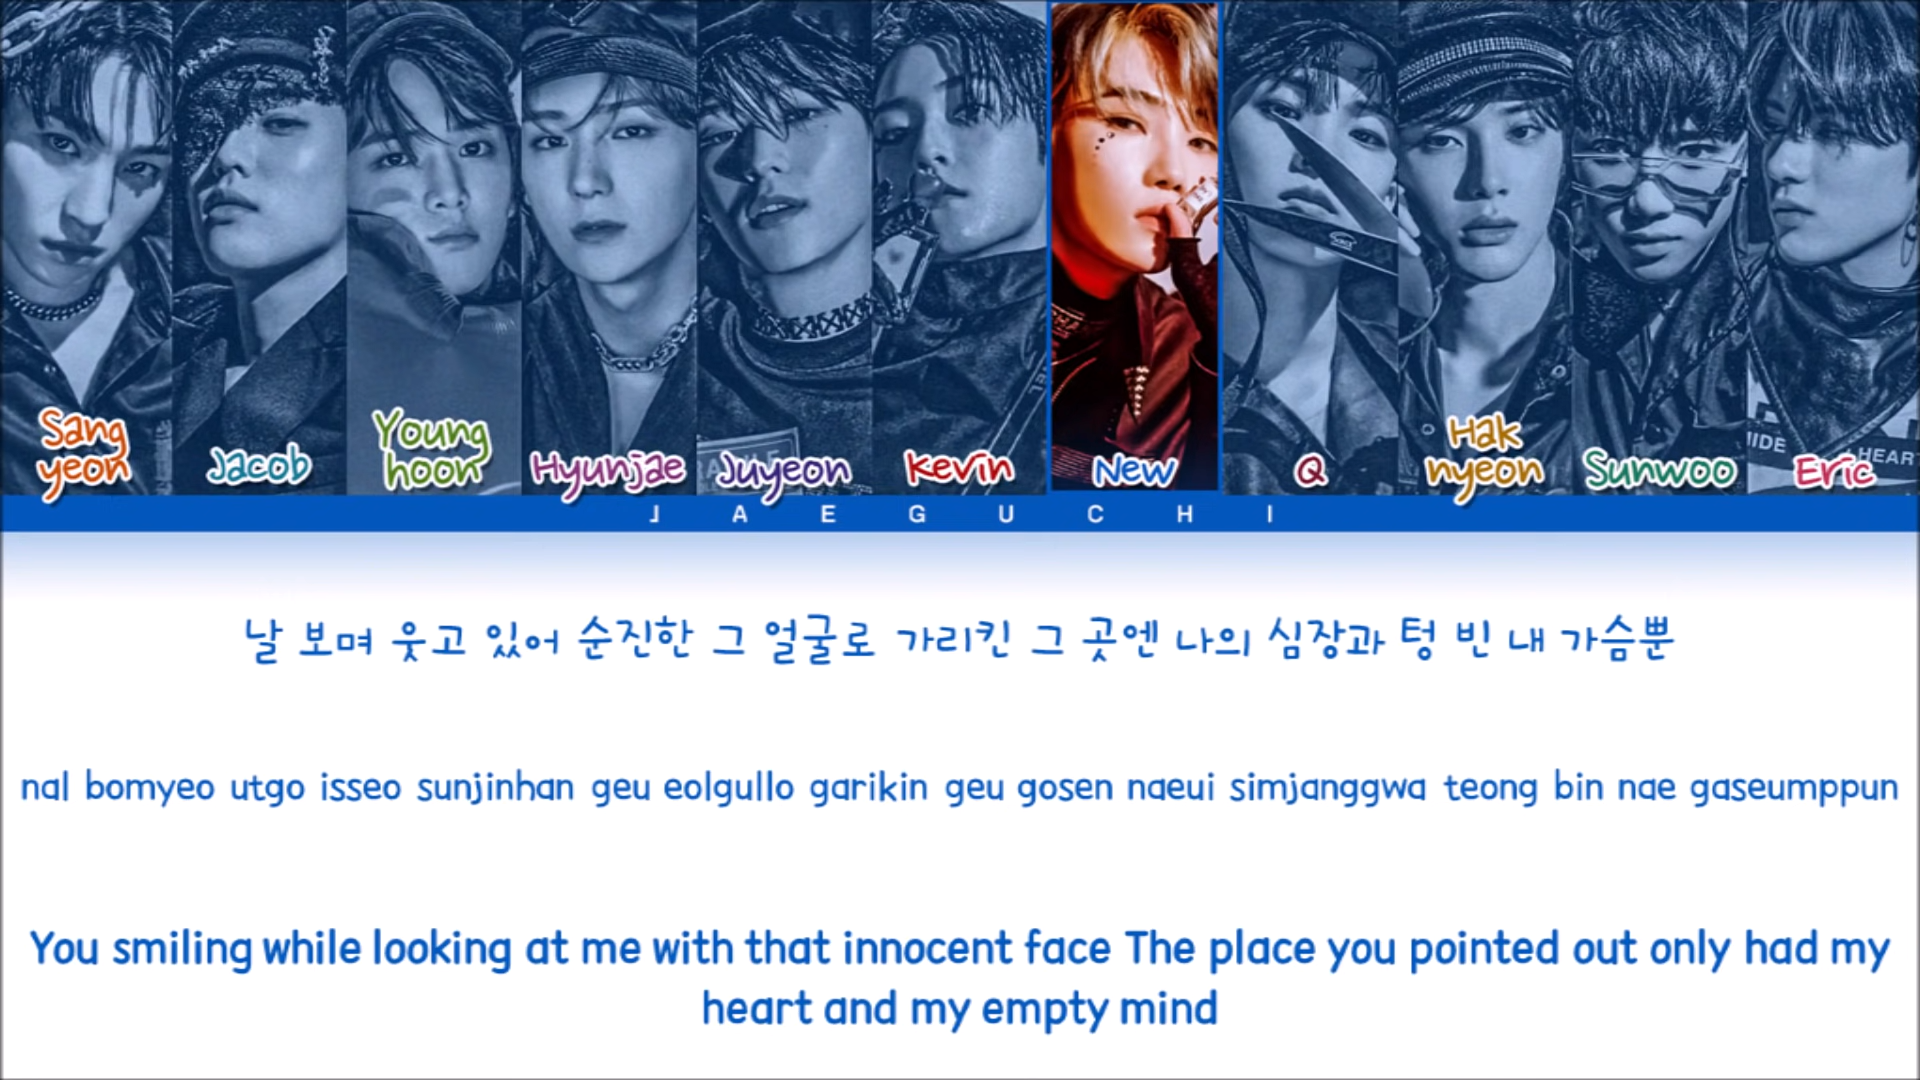 Sang
yeon
Jacob
Young
hoon
Hyunjae
Juyeon
Kevin
New
Q
Hak
nyeon
Sunwoo
IDE
HEAR
Eric
JAEGUCHI
날 보며 웃고 있어 순진한 그 얼굴로 가리킨 그 곳엔 나의 심장과 텅 빈 내 가슴뿐
nal bomyeo utgo isseo sunjinhan geu eolgullo garikin geu gosen naeui simjanggwa teong bin nae gaseumppun
You smiling while looking at me with that innocent face The place you pointed out only had my
heart and my empty mind